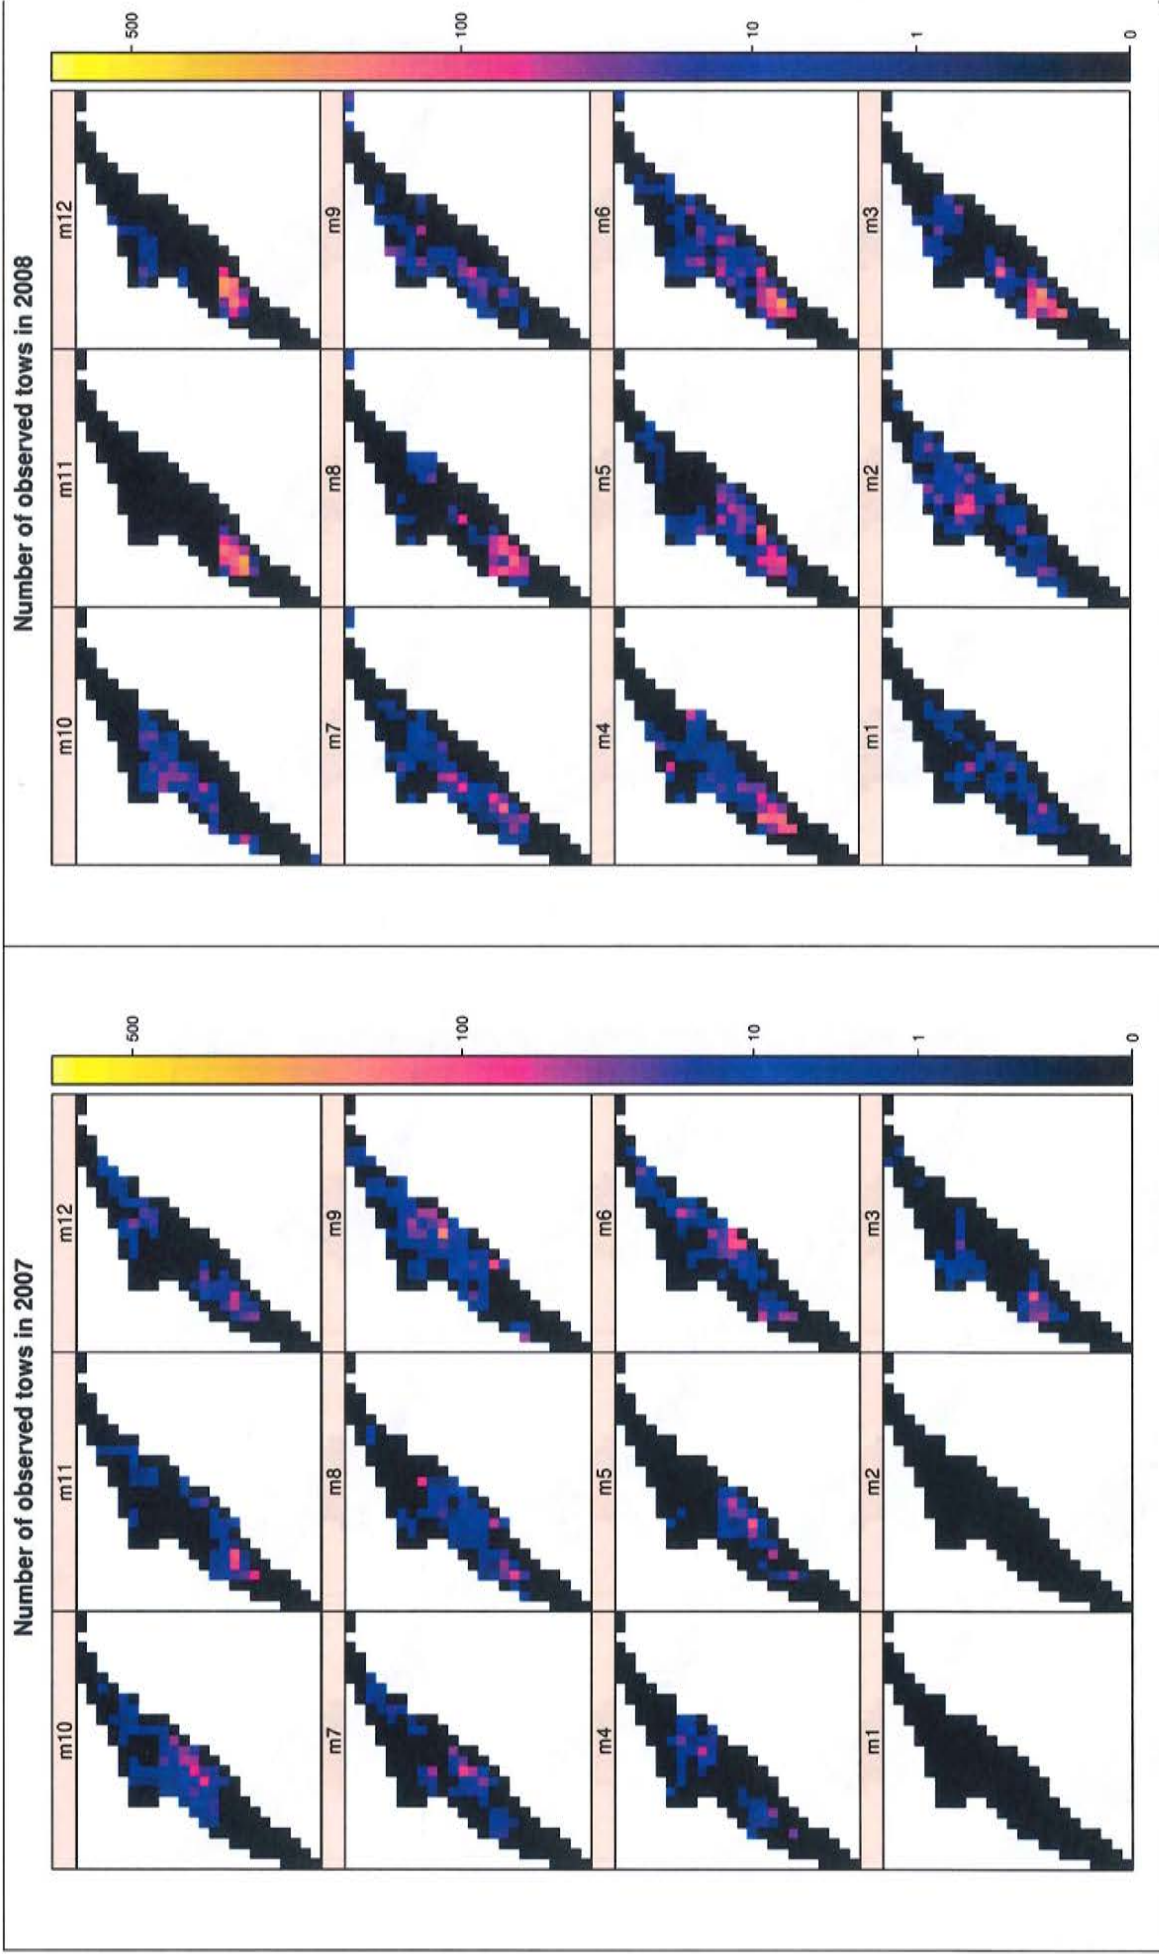 Number of observed tows in 2007
m10
m11
m12
m7
m8
m9
m4
m5
m6
m1
m2
m3
500
100
10
1
0
Number of observed tows in 2008
m10
m11
m12
m7
m8
m9
m4
m5
m6
m1
m2
m3
500
100
10
1
0